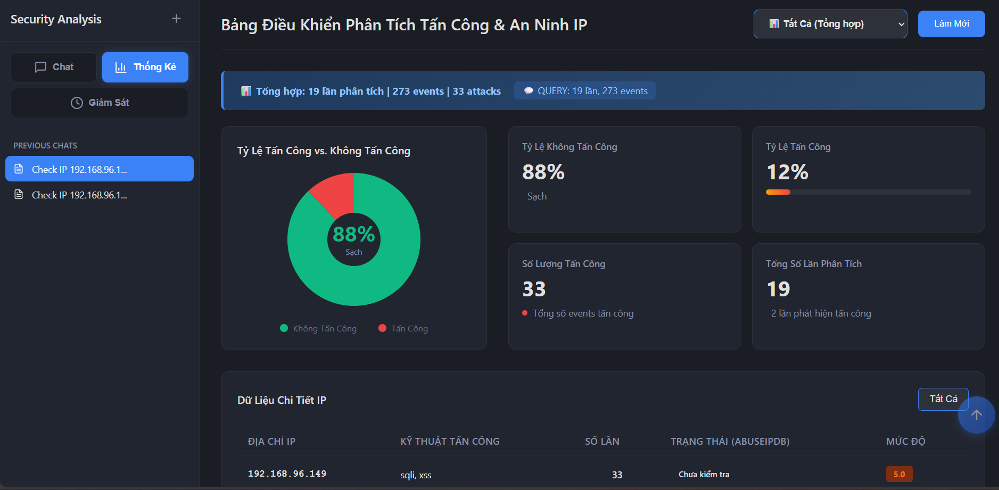 Security Analysis
+
Chat
Thống Kê
Giám Sát
PREVIOUS CHATS
Check IP 192.168.96.1...
Check IP 192.168.96.1...
Bảng Điều Khiển Phân Tích Tấn Công & An Ninh IP
Tất Cả (Tổng hợp)
Làm Mới
Tổng hợp: 19 lần phân tích | 273 events | 33 attacks
QUERY: 19 lần, 273 events
Tỷ Lệ Tấn Công vs. Không Tấn Công
88%
Sạch
Không Tấn Công
Tấn Công
Tỷ Lệ Không Tấn Công
88%
Sạch
Tỷ Lệ Tấn Công
12%
Số Lượng Tấn Công
33
Tổng số events tấn công
Tổng Số Lần Phân Tích
19
2 lần phát hiện tấn công
Dữ Liệu Chi Tiết IP
Tất Cả
ĐỊA CHỈ IP KỸ THUẬT TẤN CÔNG SỐ LẦN TRẠNG THÁI (ABUSEIPDB) MỨC ĐỘ
192.168.96.149 sqli, xss 33 Chưa kiểm tra 5.0